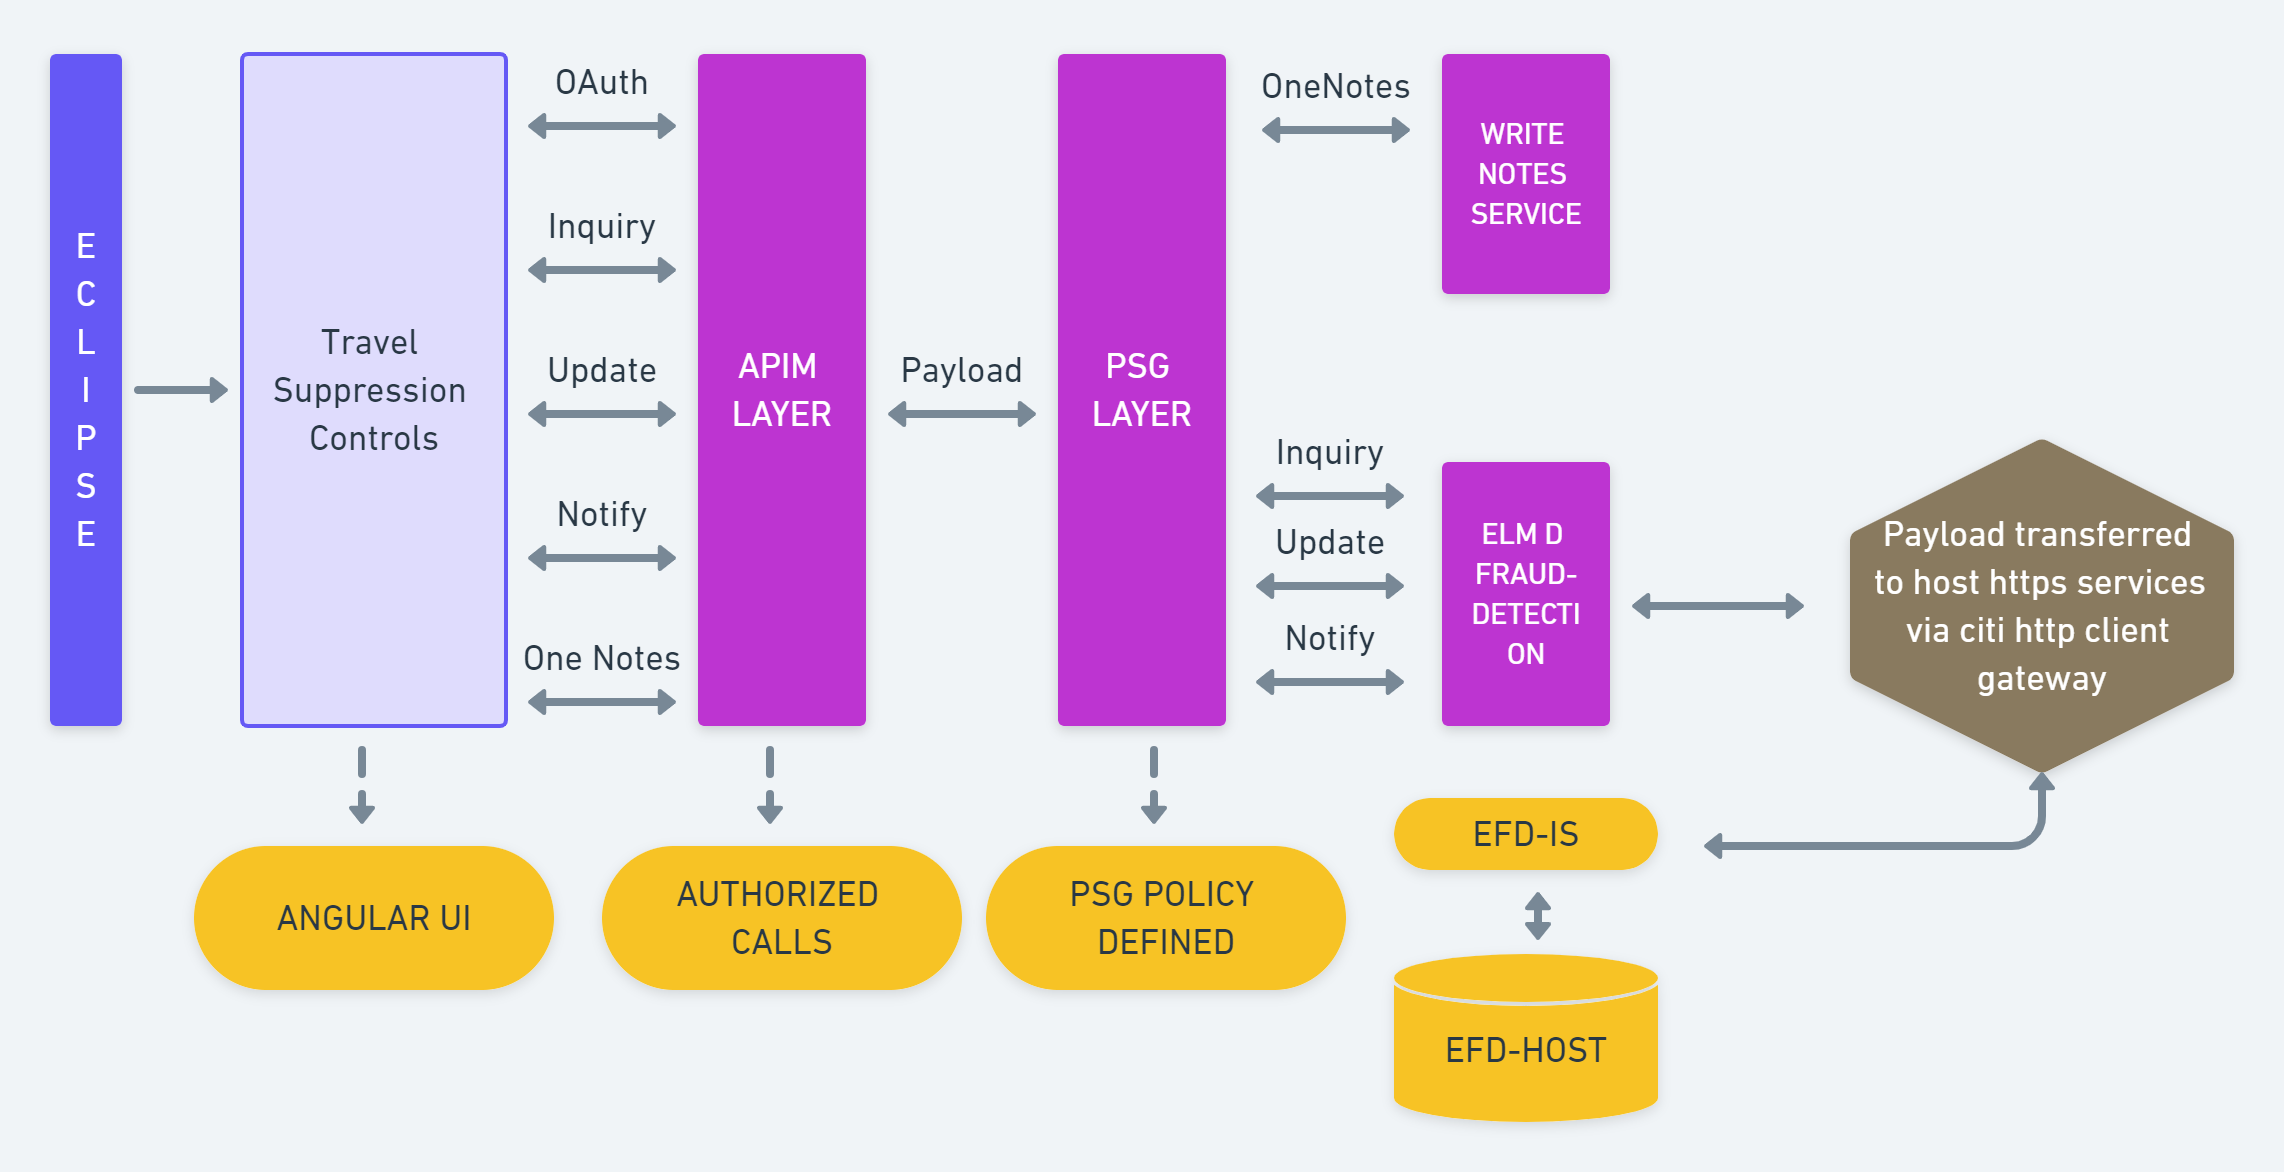 E
C
L
I
P
S
E
Travel
Suppression
Controls
OAuth
Inquiry
Update
Notify
One Notes
APIM
LAYER
Payload
PSG
LAYER
OneNotes
WRITE
NOTES
SERVICE
Inquiry
Update
Notify
ELM D
FRAUD-
DETECTI
ON
Payload transferred
to host https services
via citi http client
gateway
ANGULAR UI
AUTHORIZED
CALLS
PSG POLICY
DEFINED
EFD-IS
EFD-HOST